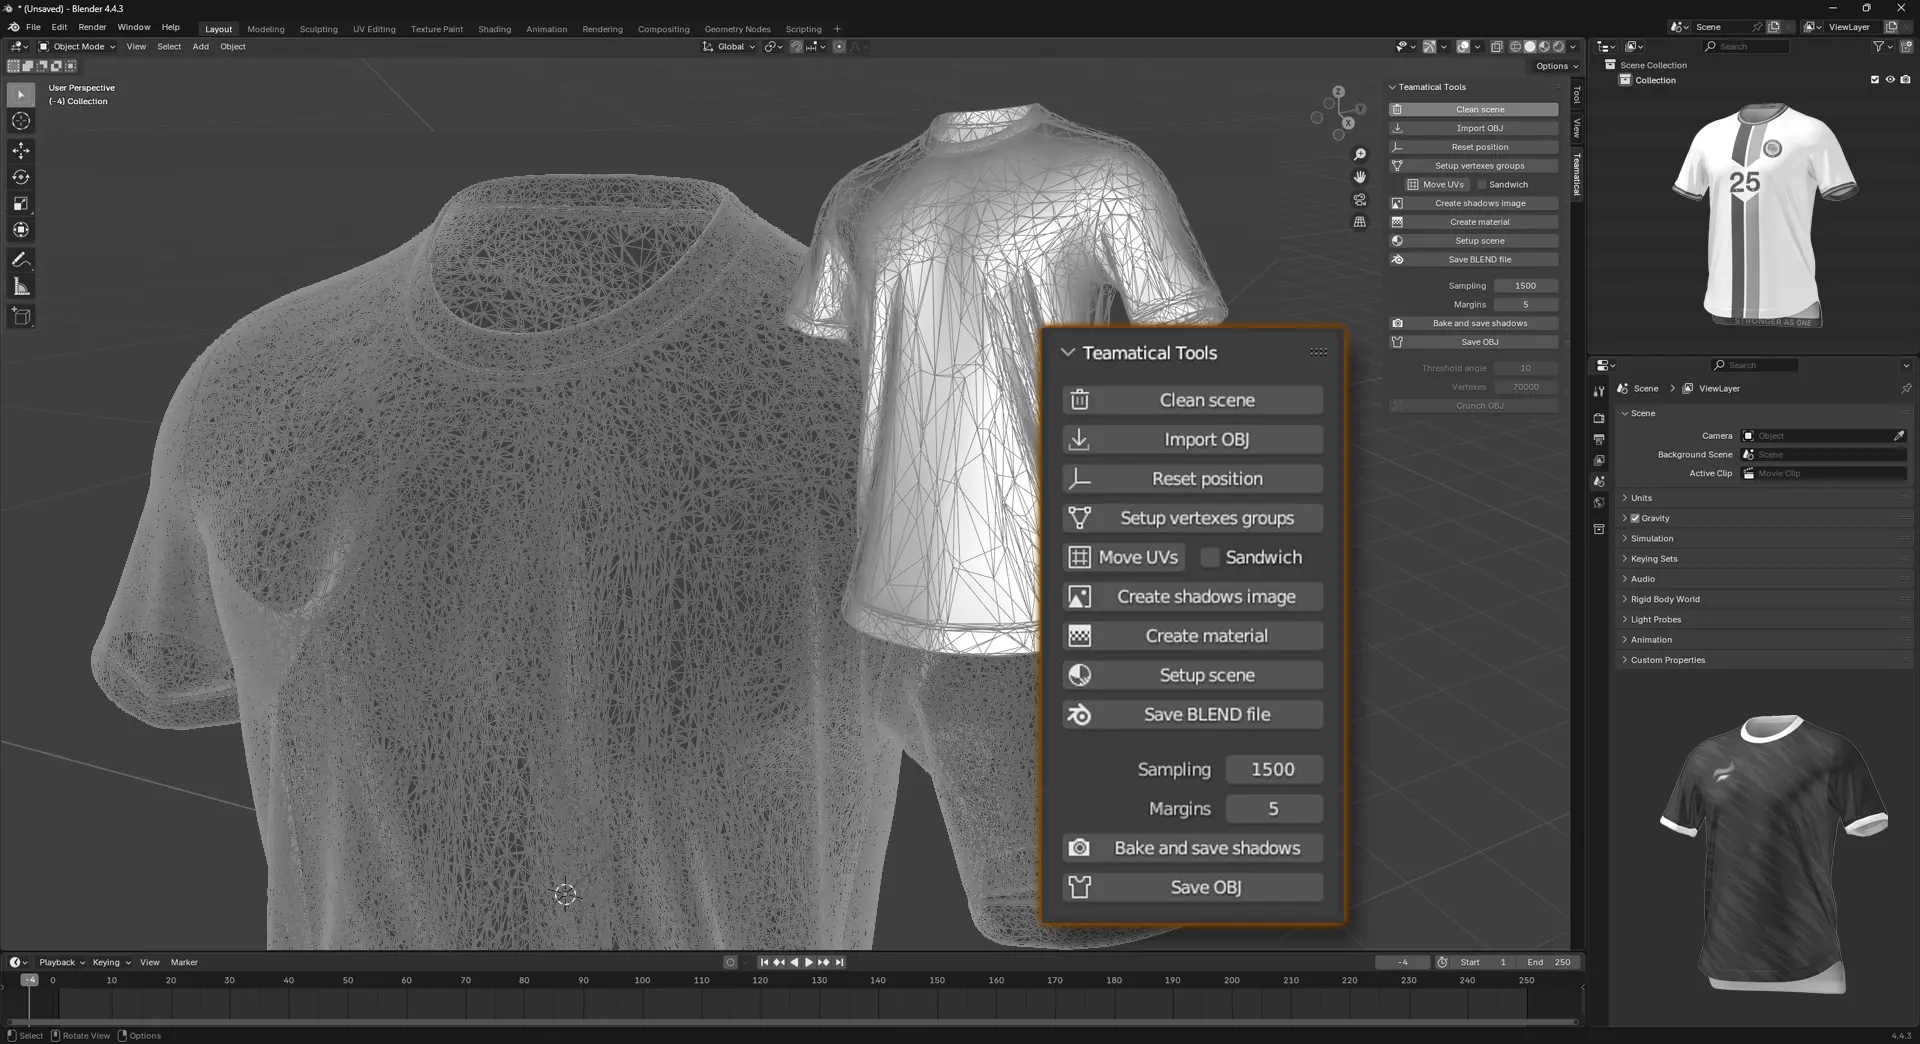 * (Unsaved) - Blender 4.4.3
File Edit Render Window Help
Layout Modeling Sculpting UV Editing Texture Paint Shading Animation Rendering Compositing Geometry Nodes Scripting +
Scene
ViewLayer
Object Mode View Select Add Object
Global
Search
Options
User Perspective
(-4) Collection
Scene Collection
Collection
Z
Y
X
Tool
View
Teamatical
Teamatical Tools
Clean scene
Import OBJ
Reset position
Setup vertexes groups
Move UVs Sandwich
Create shadows image
Create material
Setup scene
Save BLEND file
Sampling 1500
Margins 5
Bake and save shadows
Save OBJ
Threshold angle 10
Vertexes 70000
Crunch OBJ
25
STRONGER AS ONE
Teamatical Tools
Clean scene
Import OBJ
Reset position
Setup vertexes groups
Move UVs Sandwich
Create shadows image
Create material
Setup scene
Save BLEND file
Sampling 1500
Margins 5
Bake and save shadows
Save OBJ
Search
Scene > ViewLayer
Scene
Camera Object
Background Scene Scene
Active Clip Movie Clip
Units
Gravity
Simulation
Keying Sets
Audio
Rigid Body World
Light Probes
Animation
Custom Properties
Playback Keying View Marker
-4 Start 1 End 250
-4 0 10 20 30 40 50 60 70 80 90 100 110 120 130 140 150 160 170 180 190 200 210 220 230 240 250
Select Rotate View Options
4.4.3